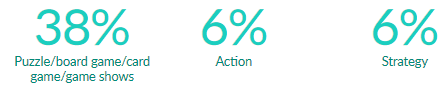 38% 6% 6%
Puzzle/board game/card Action Strategy
game/game shows